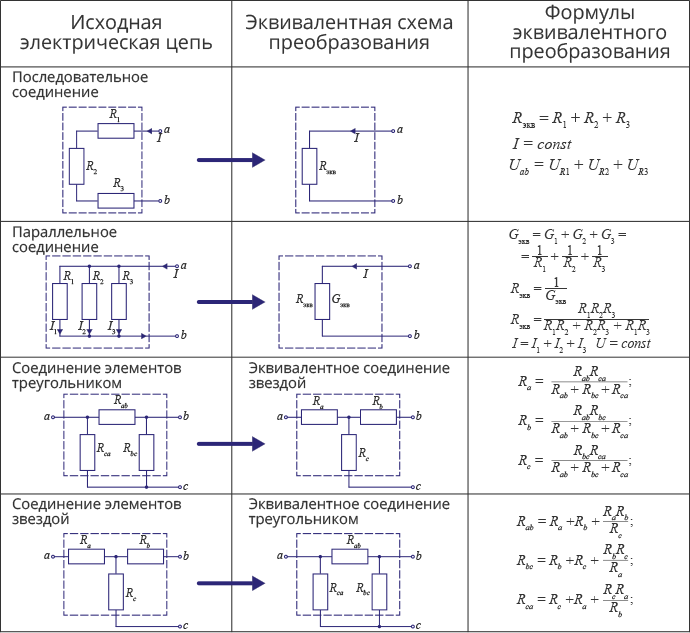 Исходная
электрическая цепь
Эквивалентная схема
преобразования
Формулы
эквивалентного
преобразования
Последовательное
соединение
R1
a
I
R2
R3
b
a
I
Rэкв
b
Rэкв = R1 + R2 + R3
I = const
Uab = UR1 + UR2 + UR3
Параллельное
соединение
a
I
R1 R2 R3
I1 I2 I3
b
a
I
Rэкв Gэкв
b
Gэкв = G1 + G2 + G3 =
= 1/R1 + 1/R2 + 1/R3
Rэкв = 1/Gэкв
Rэкв = R1R2R3/R1R2 + R2R3 + R1R3
I = I1 + I2 + I3 U = const
Соединение элементов
треугольником
Rab
a b
Rca Rbc
c
Эквивалентное соединение
звездой
Ra Rb
a b
Rc
c
Ra = RabRca/Rab + Rbc + Rca;
Rb = RabRbc/Rab + Rbc + Rca;
Rc = RbcRca/Rab + Rbc + Rca;
Соединение элементов
звездой
Ra Rb
a b
Rc
c
Эквивалентное соединение
треугольником
Rab
a b
Rca Rbc
c
Rab = Ra + Rb + RaRb/Rc;
Rbc = Rb + Rc + RbRc/Ra;
Rca = Rc + Ra + RcRa/Rb;